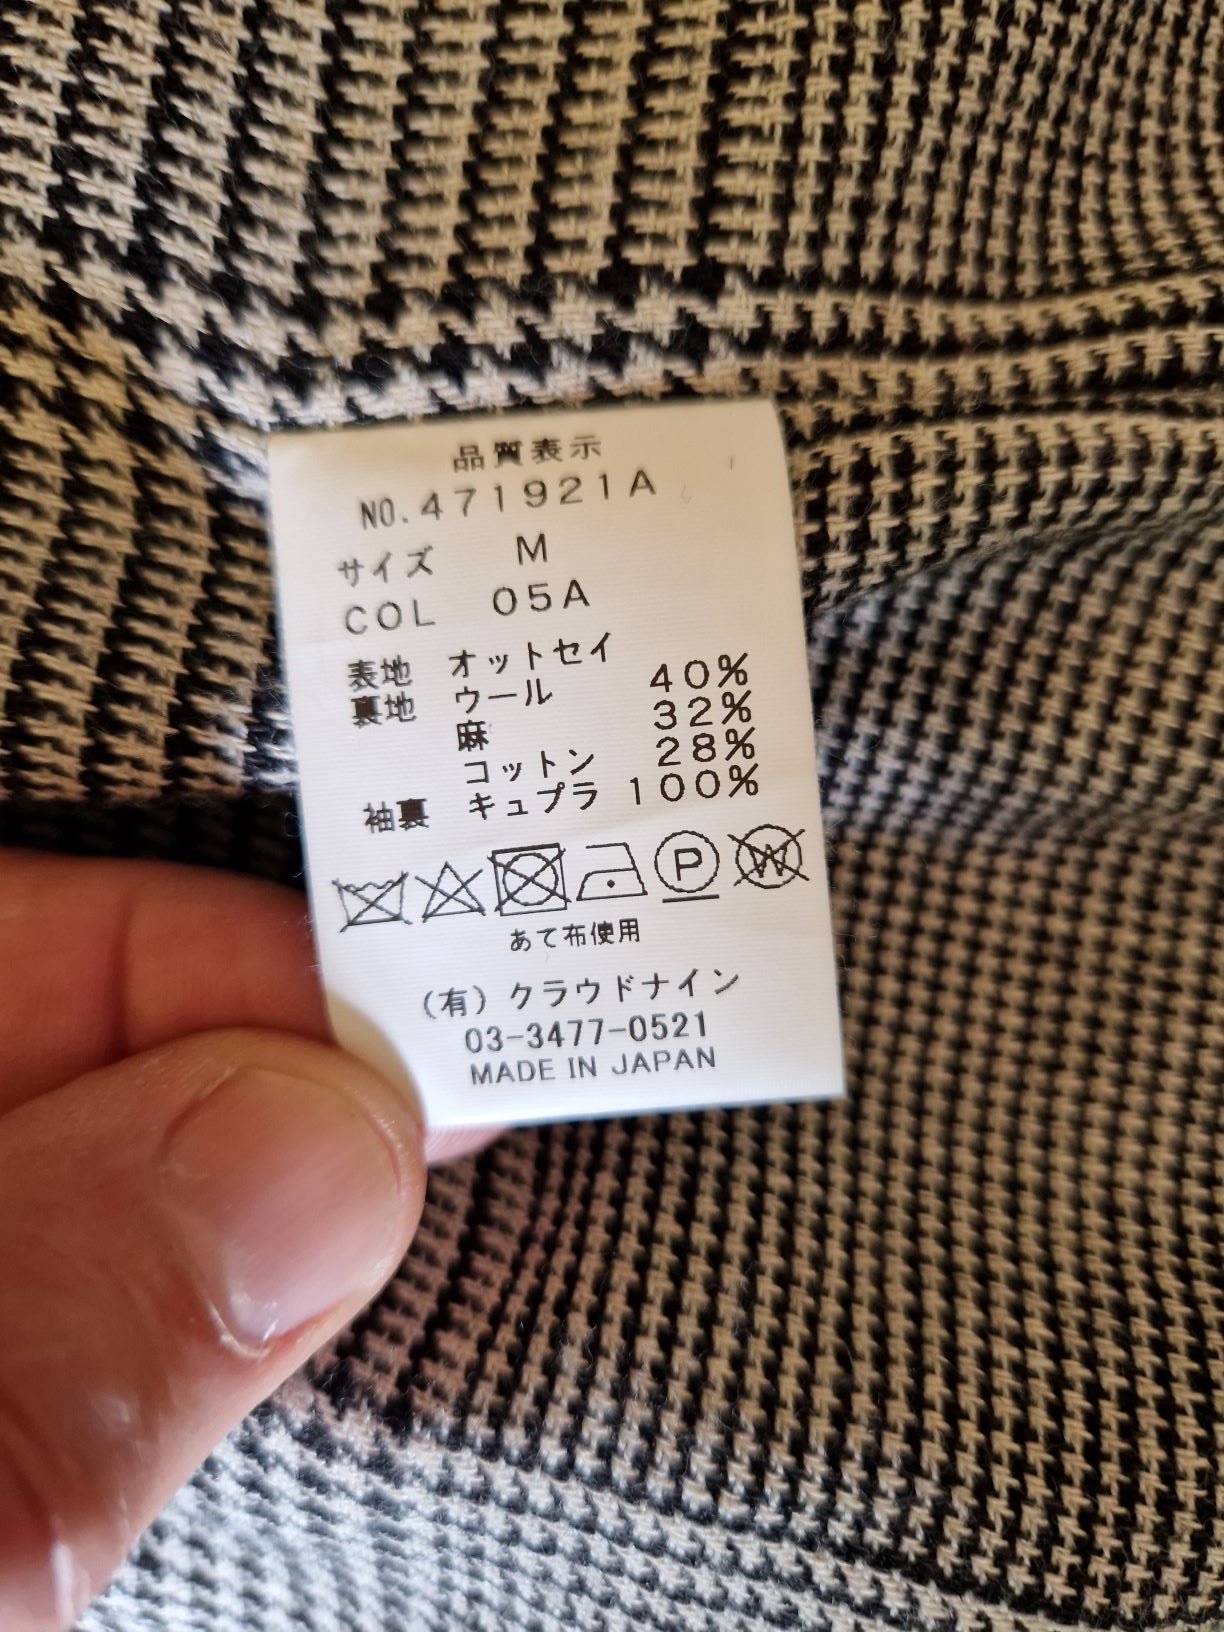 品質表示
NO.471921A
サイズ M
COL 05A
表地 オットセイ
裏地 ウール 40%
麻 32%
コットン 28%
袖裏 キュプラ 100%
P W
あて布使用
(有)クラウドナイン
03-3477-0521
MADE IN JAPAN